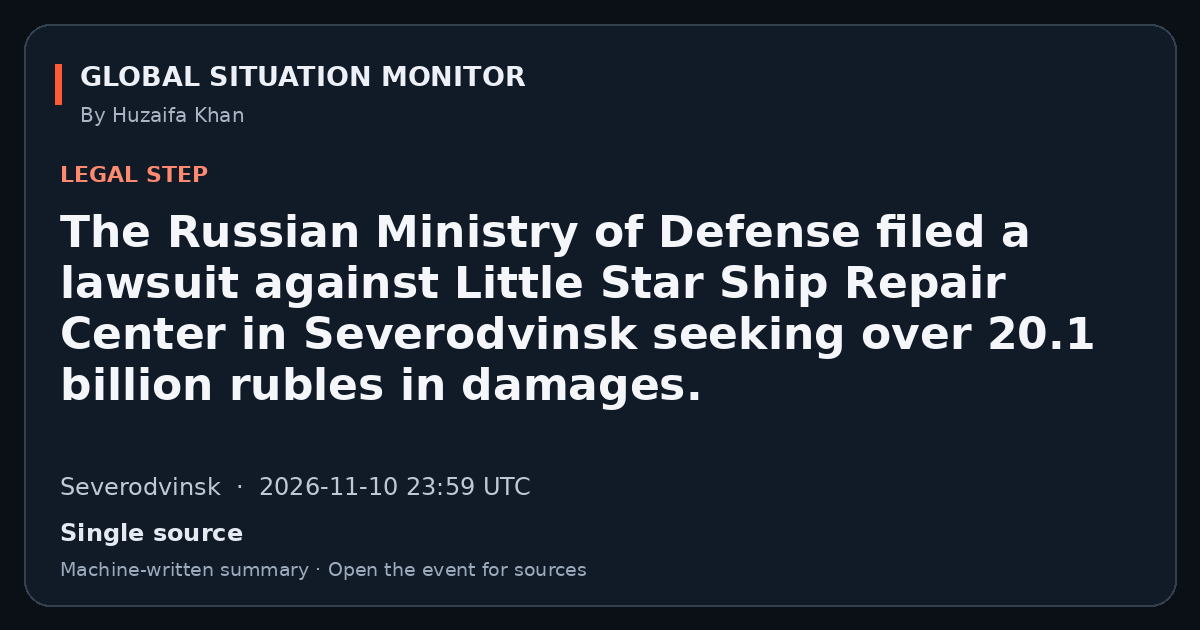 GLOBAL SITUATION MONITOR
By Huzaifa Khan
LEGAL STEP
The Russian Ministry of Defense filed a
lawsuit against Little Star Ship Repair
Center in Severodvinsk seeking over 20.1
billion rubles in damages.
Severodvinsk · 2026-11-10 23:59 UTC
Single source
Machine-written summary · Open the event for sources